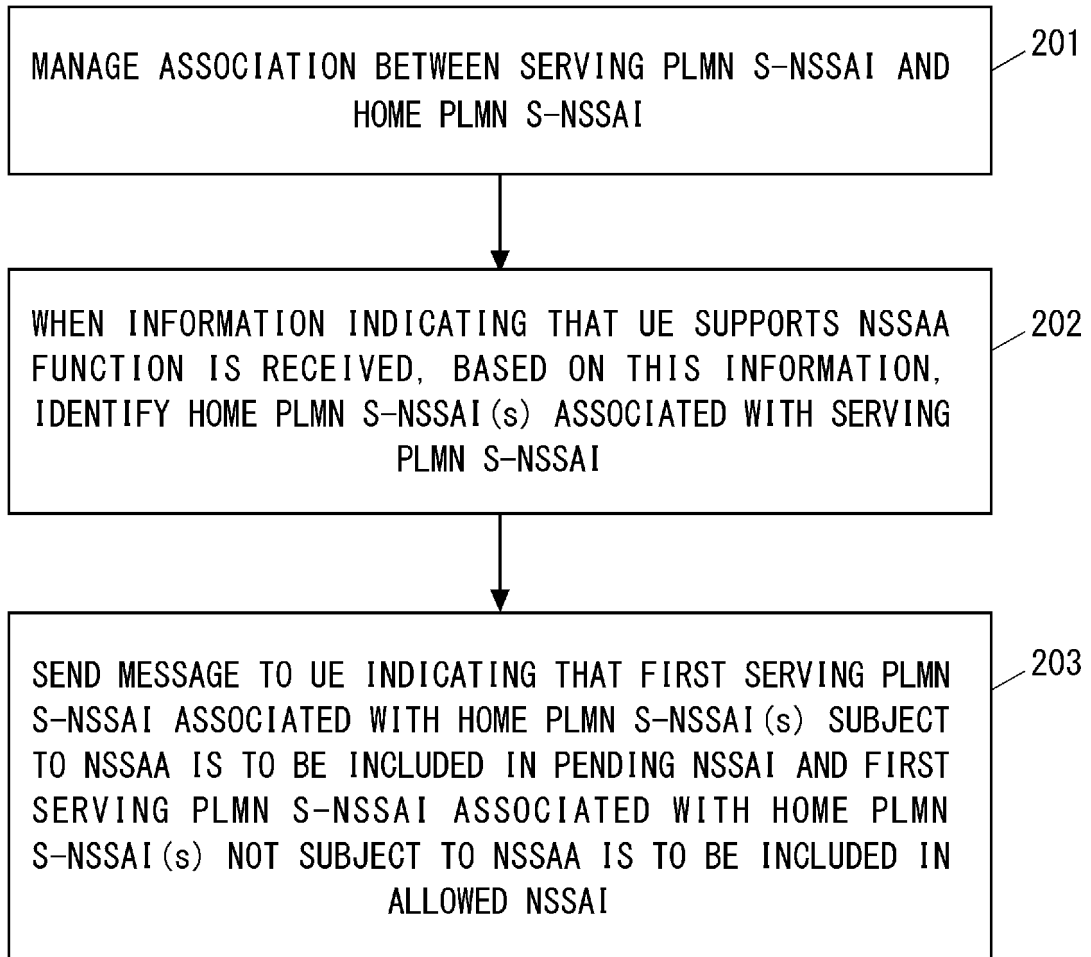 MANAGE ASSOCIATION BETWEEN SERVING PLMN S-NSSAI AND
HOME PLMN S-NSSAI
201
WHEN INFORMATION INDICATING THAT UE SUPPORTS NSSAA
FUNCTION IS RECEIVED, BASED ON THIS INFORMATION,
IDENTIFY HOME PLMN S-NSSAI(s) ASSOCIATED WITH SERVING
PLMN S-NSSAI
202
SEND MESSAGE TO UE INDICATING THAT FIRST SERVING PLMN
S-NSSAI ASSOCIATED WITH HOME PLMN S-NSSAI(s) SUBJECT
TO NSSAA IS TO BE INCLUDED IN PENDING NSSAI AND FIRST
SERVING PLMN S-NSSAI ASSOCIATED WITH HOME PLMN
S-NSSAI(s) NOT SUBJECT TO NSSAA IS TO BE INCLUDED IN
ALLOWED NSSAI
203